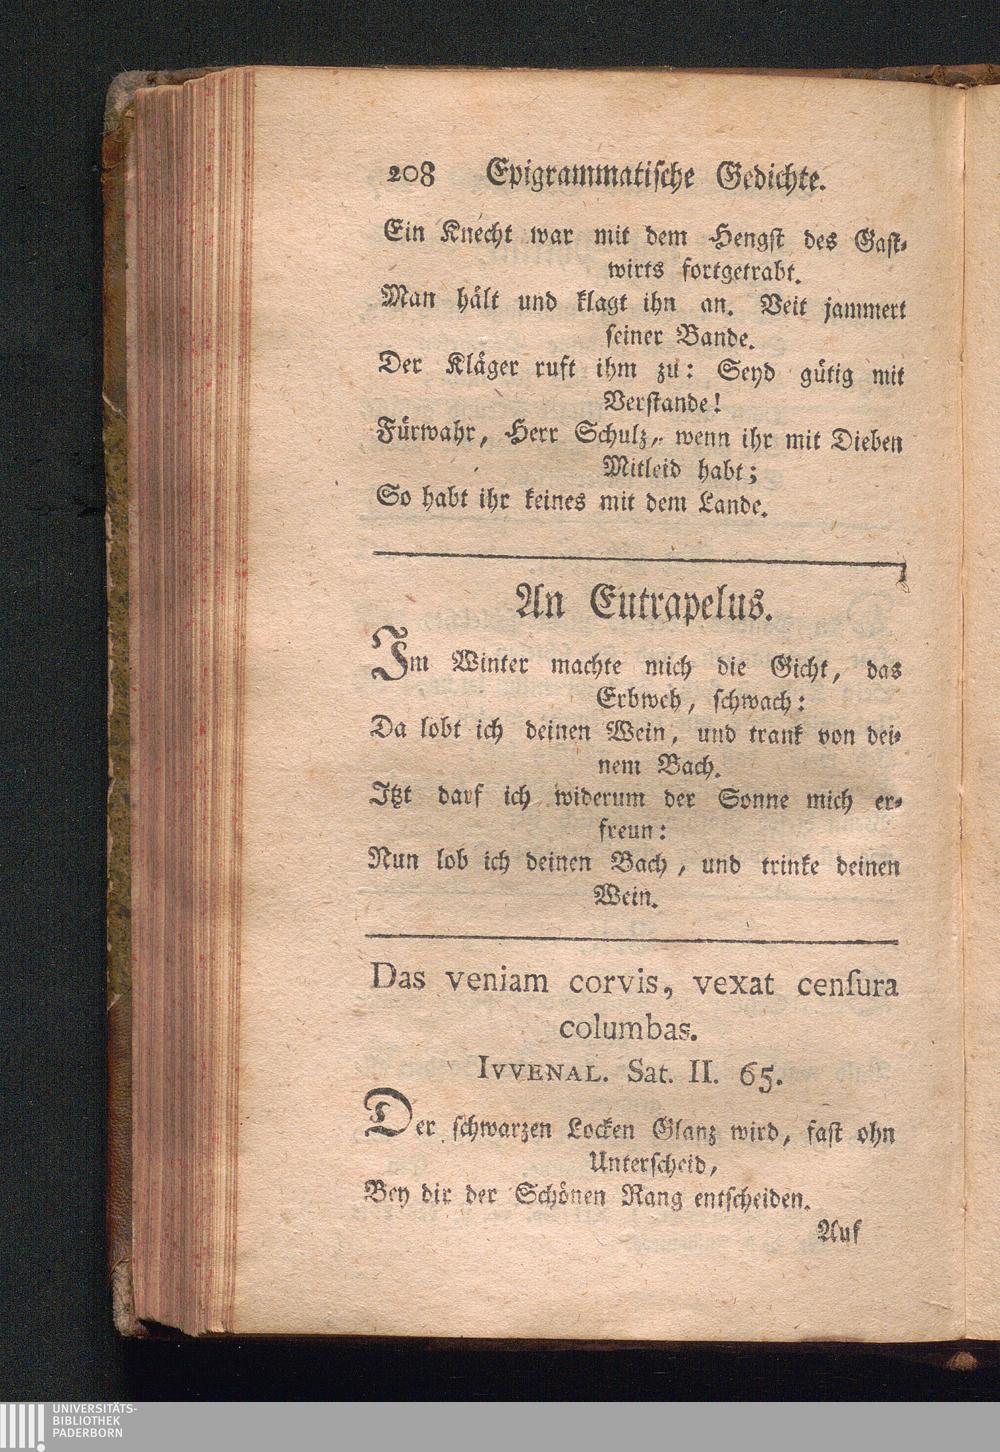 208 Epigrammatische Gedichte.
Ein Knecht war mit dem Hengst des Gast-
wirts fortgetrabt.
Man hält und klagt ihn an. Veit jammert
seiner Bande.
Der Kläger ruft ihm zu: Seyd gütig mit
Verstande!
Fürwahr, Herr Schulz, wenn ihr mit Dieben
Mitleid habt;
So habt ihr keines mit dem Lande.
An Eutrapelus.
Im Winter machte mich die Gicht, das
Erbweh, schwach:
Da lobt ich deinen Wein, und trank von dei-
nem Bach.
Itzt darf ich widerum der Sonne mich er-
freun:
Nun lob ich deinen Bach, und trinke deinen
Wein.
Das veniam corvis, vexat cenſura
columbas.
IVVENAL. Sat. II. 65.
Der schwarzen Locken Glanz wird, fast ohn
Unterscheid,
Bey dir der Schönen Rang entscheiden.
Auf
UNIVERSITÄTS-
BIBLIOTHEK
PADERBORN